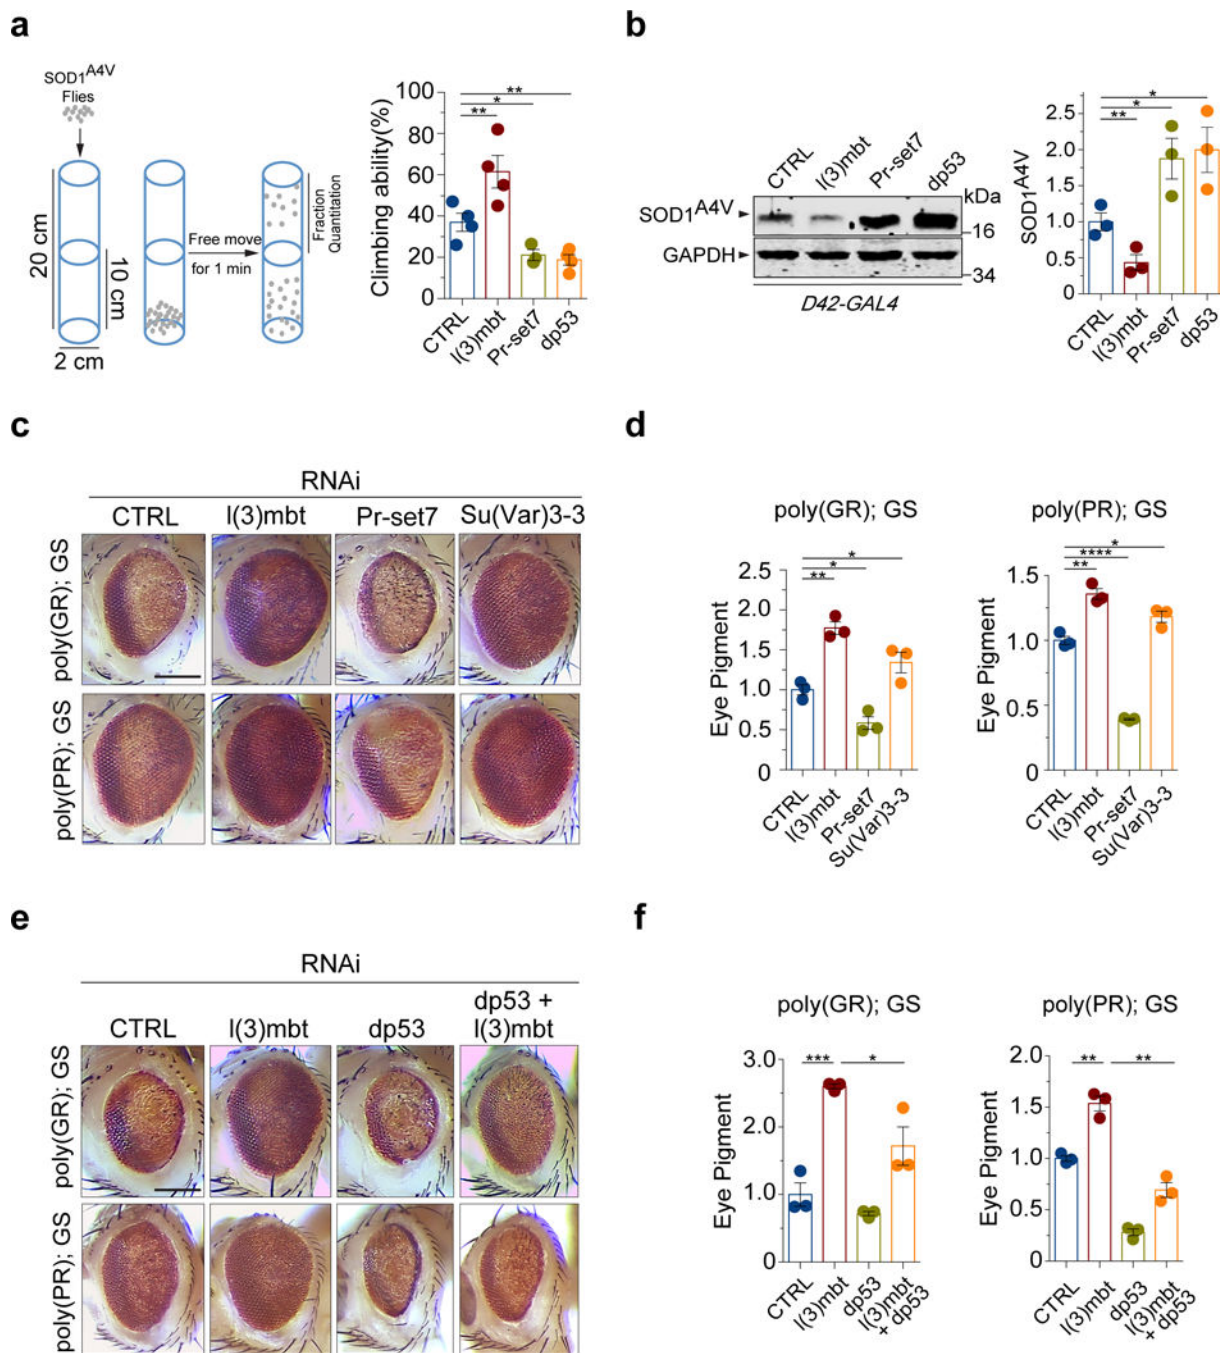 a
SOD1A4V
Flies
20 cm
10 cm
2 cm
Free move
for 1 min
Fraction
Quantitation
Climbing ability(%)
100
80
60
40
20
0
**
*
**
CTRL
l(3)mbt
Pr-set7
dp53
b
CTRL
l(3)mbt
Pr-set7
dp53
kDa
SOD1A4V
16
GAPDH
34
D42-GAL4
SOD1A4V
2.5
2.0
1.5
1.0
0.5
0
*
*
**
CTRL
l(3)mbt
Pr-set7
dp53
c
RNAi
CTRL
l(3)mbt
Pr-set7
Su(Var)3-3
poly(GR); GS
poly(PR); GS
d
poly(GR); GS
Eye Pigment
2.5
2.0
1.5
1.0
0.5
0
*
*
**
CTRL
l(3)mbt
Pr-set7
Su(Var)3-3
poly(PR); GS
Eye Pigment
1.5
1.0
0.5
0
*
****
**
CTRL
l(3)mbt
Pr-set7
Su(Var)3-3
e
RNAi
CTRL
l(3)mbt
dp53
dp53 +
l(3)mbt
poly(GR); GS
poly(PR); GS
f
poly(GR); GS
Eye Pigment
3.0
2.0
1.0
0
***
*
CTRL
l(3)mbt
dp53
l(3)mbt
+ dp53
poly(PR); GS
Eye Pigment
2.0
1.5
1.0
0.5
0
**
**
CTRL
l(3)mbt
dp53
l(3)mbt
+ dp53